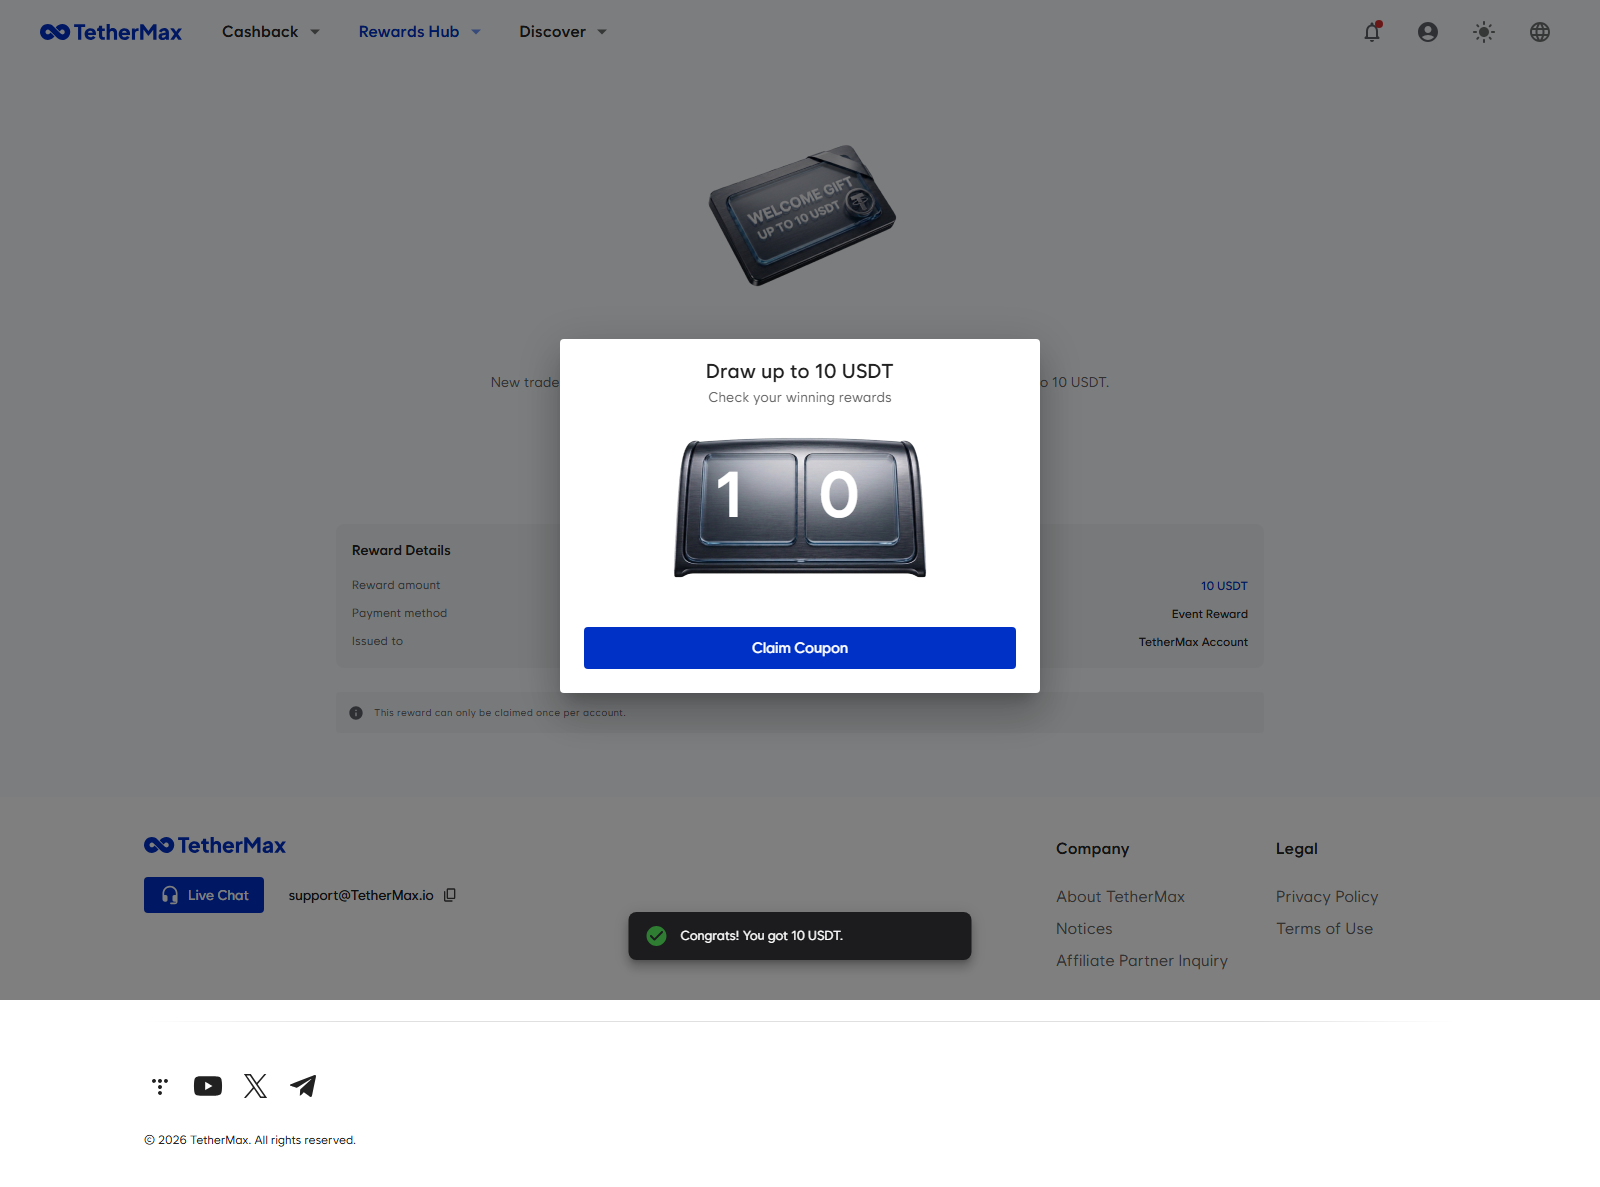 TetherMax
Cashback
Rewards Hub
Discover
WELCOME GIFT
UP TO 10 USDT
New trade
o 10 USDT.
Draw up to 10 USDT
Check your winning rewards
1 0
Claim Coupon
Reward Details
Reward amount
10 USDT
Payment method
Event Reward
Issued to
TetherMax Account
This reward can only be claimed once per account.
TetherMax
Live Chat
support@TetherMax.io
Company
About TetherMax
Notices
Affiliate Partner Inquiry
Legal
Privacy Policy
Terms of Use
Congrats! You got 10 USDT.
© 2026 TetherMax. All rights reserved.